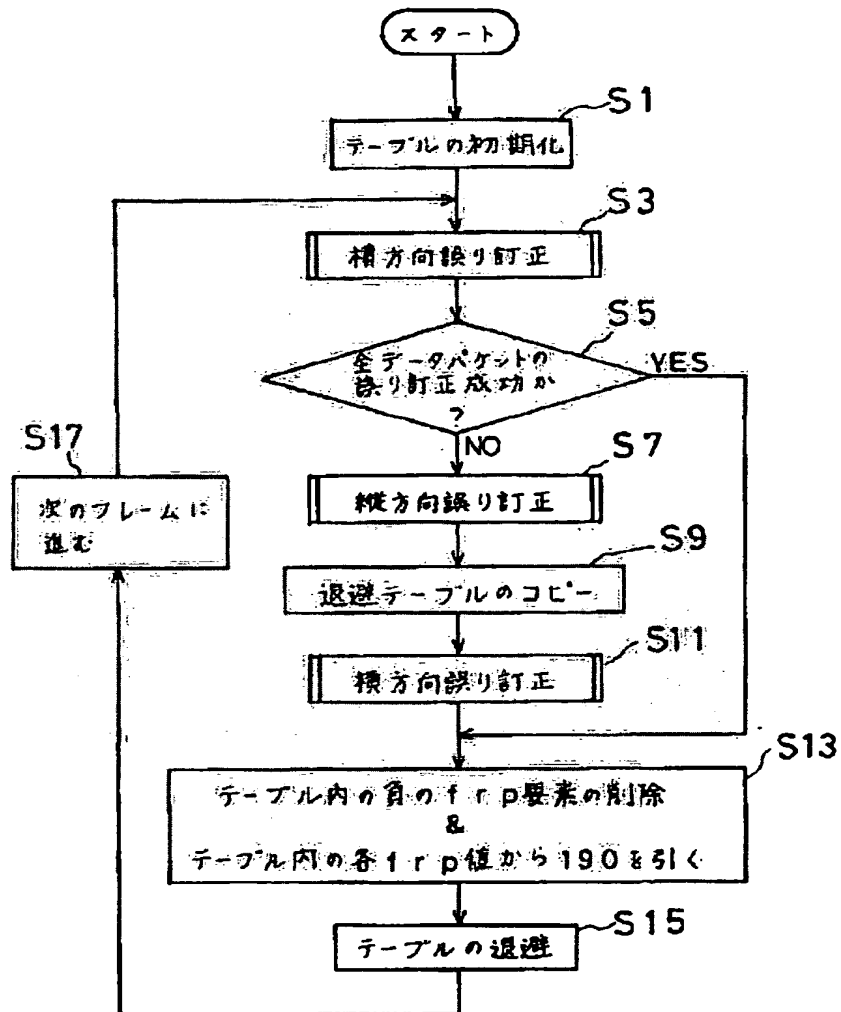 スタート
S1
テーブルの初期化
S3
横方向誤り訂正
S5
全データパケットの
誤り訂正成功か
?
YES
NO
S17
次のフレームに
進む
S7
縦方向誤り訂正
S9
退避テーブルのコピー
S11
横方向誤り訂正
S13
テーブル内の負のfrp要素の削除
&
テーブル内の各frp値から190を引く
S15
テーブルの退避